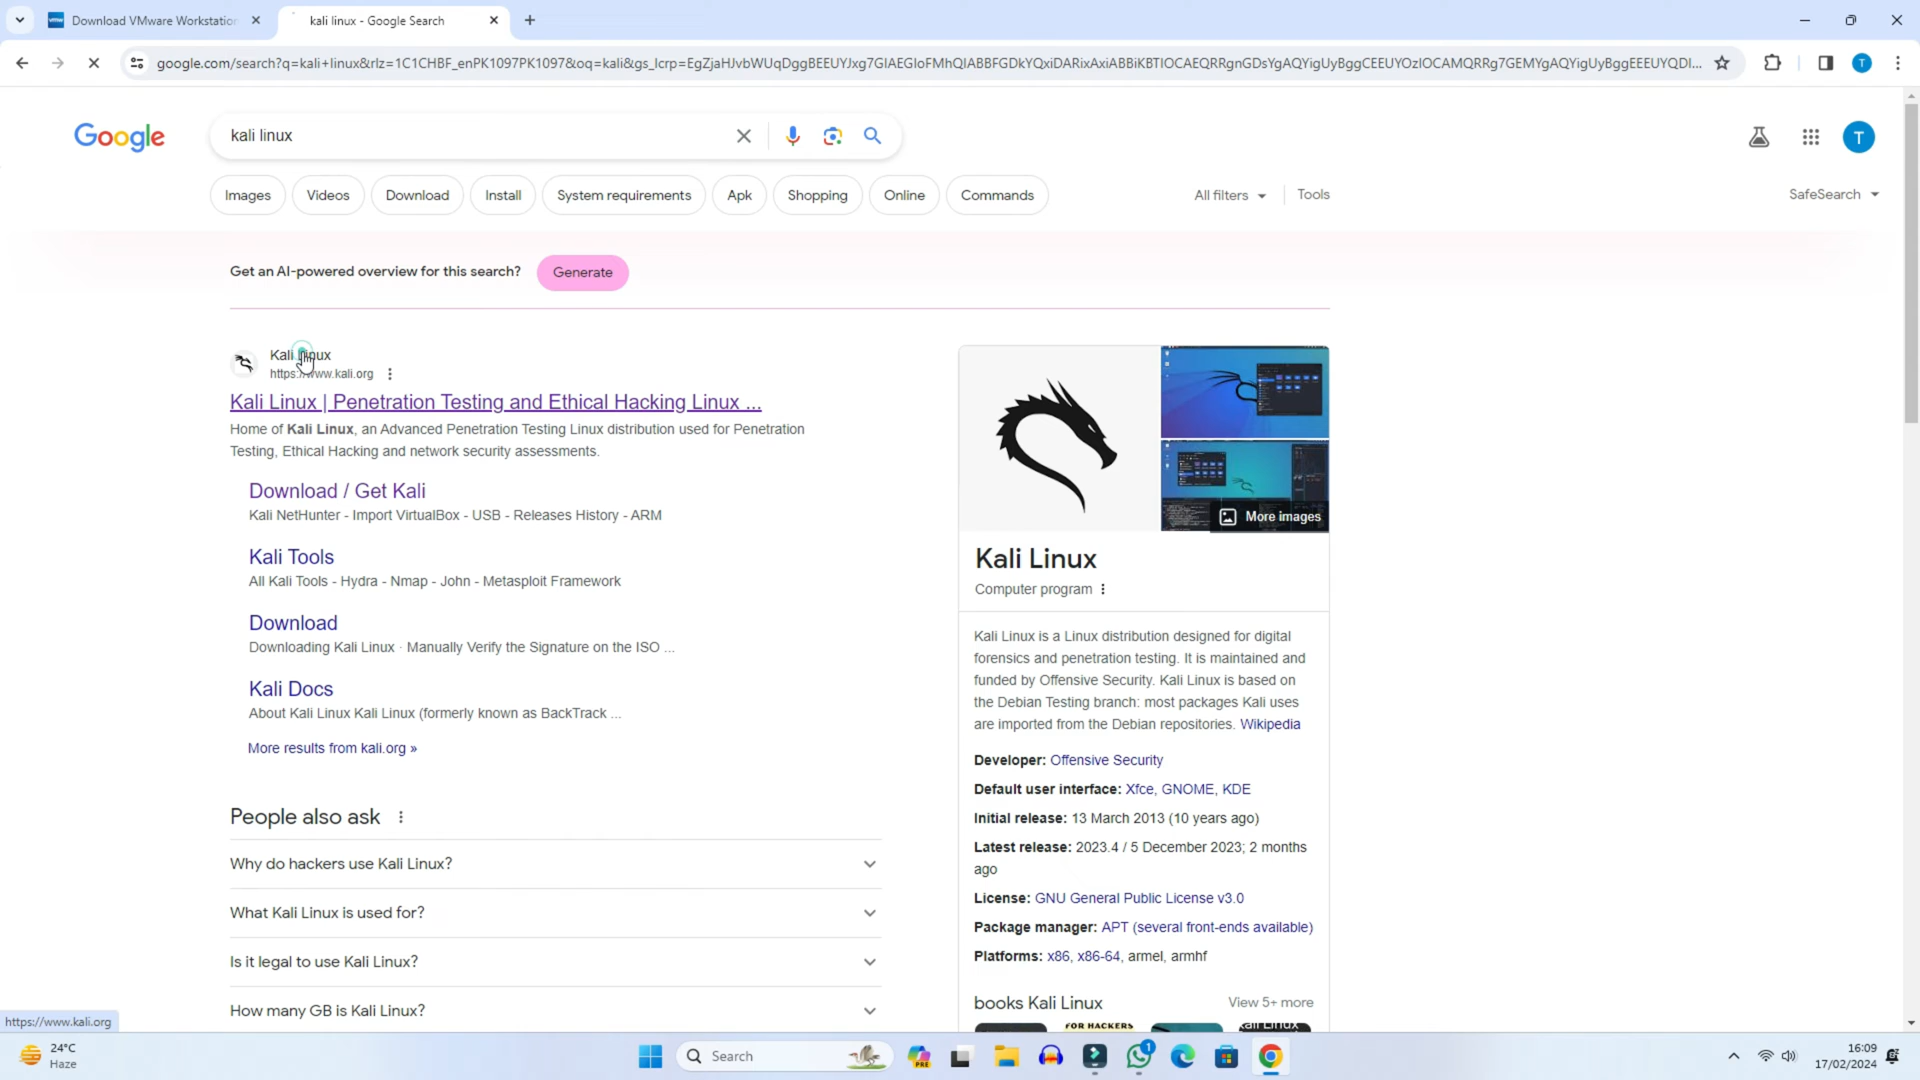 Download VMware Workstation
kali linux - Google Search
google.com/search?q=kali+linux&rlz=1C1CHBF_enPK1097PK1097&oq=kali&gs_lcrp=EgZjaHJvbWUqDggBEEUYJxg7GIAEGIoFMhQIABBFGDkYQxiDARixAxiABBiKBTIOCAEQRRgnGDsYgAQYigUyBggCEEUYOzIOCAMQRRg7GEMYgAQYigUyBggEEEUYQDI...
T
Google
kali linux
T
Images
Videos
Download
Install
System requirements
Apk
Shopping
Online
Commands
All filters
Tools
SafeSearch
Get an AI-powered overview for this search?
Generate
Kali Linux
https://www.kali.org
Kali Linux | Penetration Testing and Ethical Hacking Linux ...
Home of Kali Linux, an Advanced Penetration Testing Linux distribution used for Penetration
Testing, Ethical Hacking and network security assessments.
Download / Get Kali
Kali NetHunter - Import VirtualBox - USB - Releases History - ARM
Kali Tools
All Kali Tools - Hydra - Nmap - John - Metasploit Framework
Download
Downloading Kali Linux · Manually Verify the Signature on the ISO ...
Kali Docs
About Kali Linux Kali Linux (formerly known as BackTrack ...
More results from kali.org »
People also ask
Why do hackers use Kali Linux?
What Kali Linux is used for?
Is it legal to use Kali Linux?
How many GB is Kali Linux?
More images
Kali Linux
Computer program
Kali Linux is a Linux distribution designed for digital
forensics and penetration testing. It is maintained and
funded by Offensive Security. Kali Linux is based on
the Debian Testing branch: most packages Kali uses
are imported from the Debian repositories. Wikipedia
Developer: Offensive Security
Default user interface: Xfce, GNOME, KDE
Initial release: 13 March 2013 (10 years ago)
Latest release: 2023.4 / 5 December 2023; 2 months
ago
License: GNU General Public License v3.0
Package manager: APT (several front-ends available)
Platforms: x86, x86-64, armel, armhf
books Kali Linux
View 5+ more
FOR HACKERS
Kali Linux
https://www.kali.org
24°C
Haze
Search
PRE
1
16:09
17/02/2024